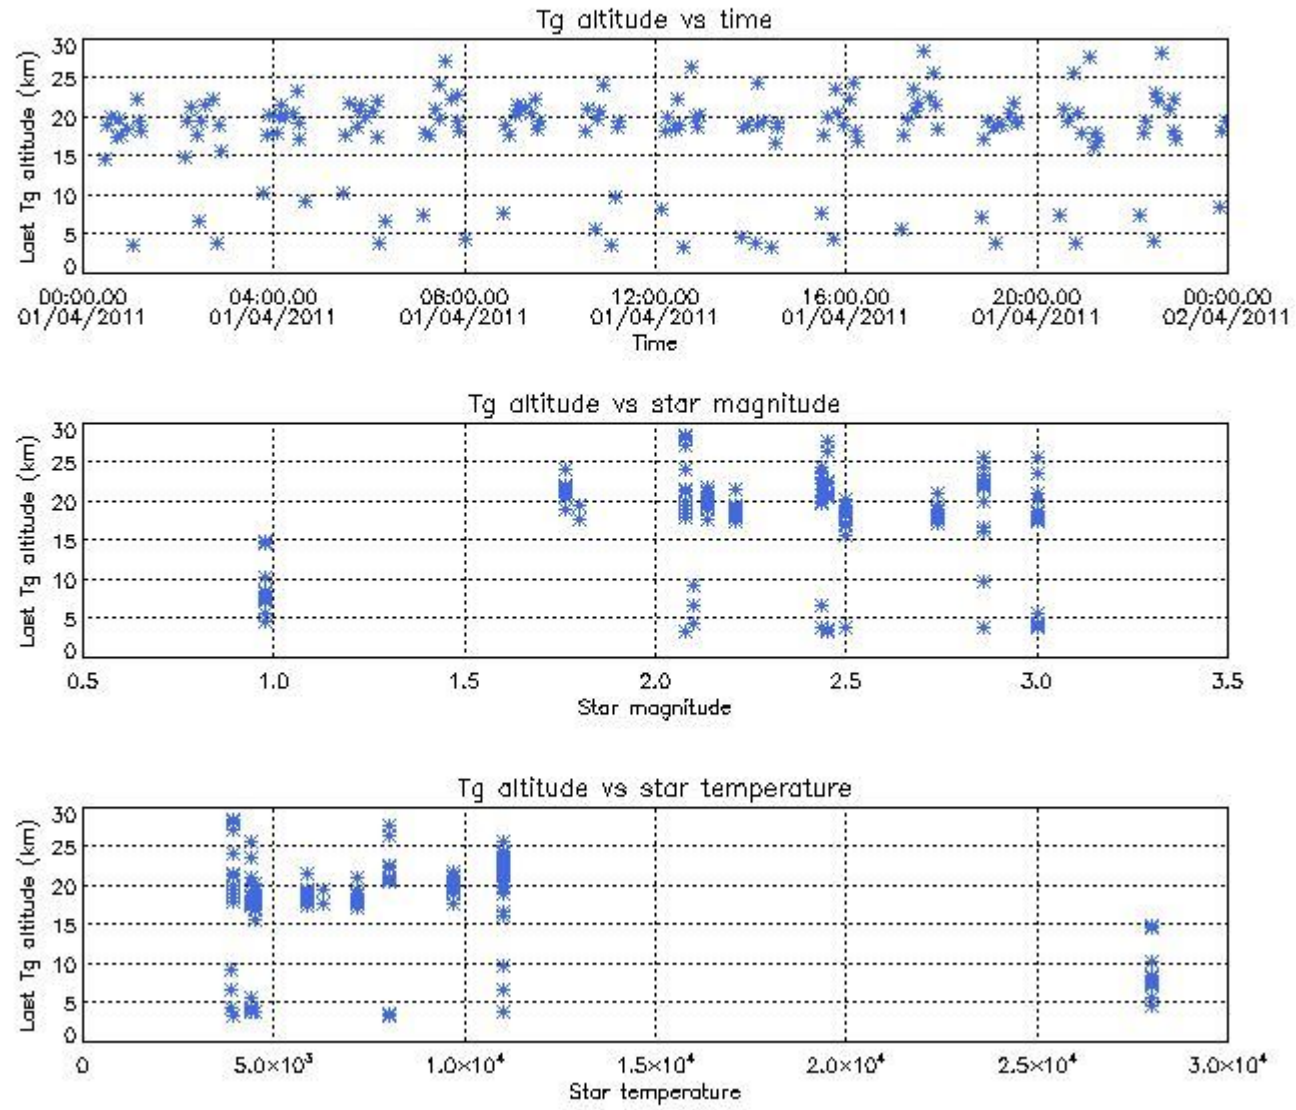 Tg altitude vs time
Last Tg altitude (km)
30
25
20
15
10
5
0
00:00.00 04:00.00 08:00.00 12:00.00 16:00.00 20:00.00 00:00.00
01/04/2011 01/04/2011 01/04/2011 01/04/2011 01/04/2011 01/04/2011 02/04/2011
Time
Tg altitude vs star magnitude
Last Tg altitude (km)
30
25
20
15
10
5
0
0.5 1.0 1.5 2.0 2.5 3.0 3.5
Star magnitude
Tg altitude vs star temperature
Last Tg altitude (km)
30
25
20
15
10
5
0
0 5.0×10³ 1.0×10⁴ 1.5×10⁴ 2.0×10⁴ 2.5×10⁴ 3.0×10⁴
Star temperature